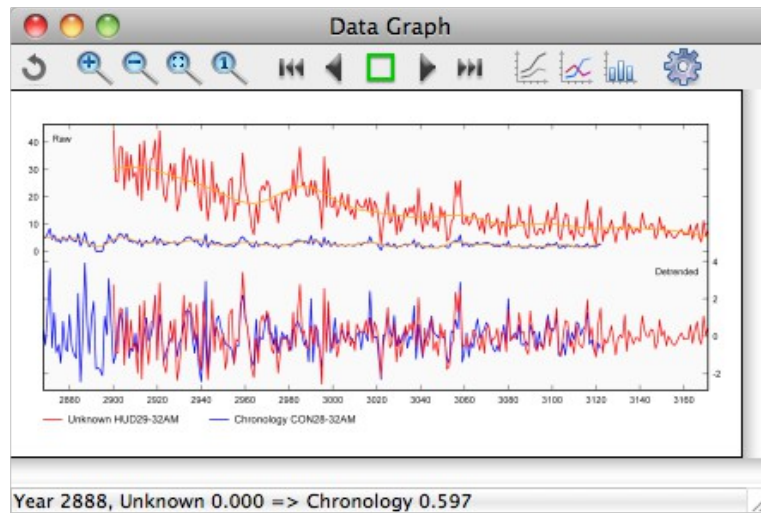 Data Graph
1
Raw
40
30
20
10
0
Detrended
4
2
0
-2
2880 2900 2920 2940 2960 2980 3000 3020 3040 3060 3080 3100 3120 3140 3160
Unknown HUD29-32AM Chronology CON28-32AM
Year 2888, Unknown 0.000 => Chronology 0.597